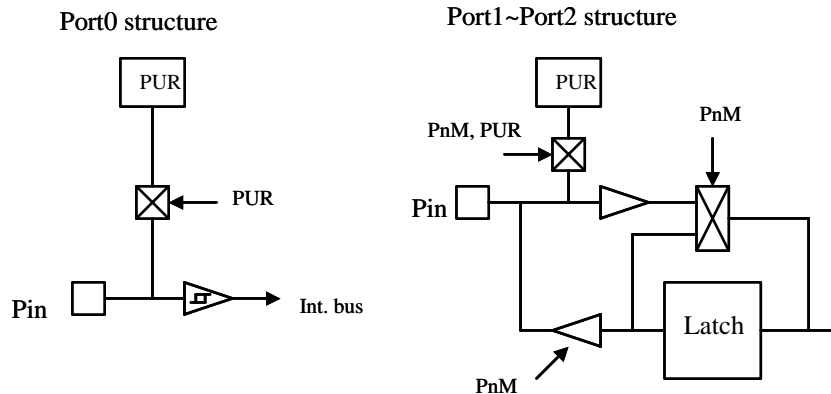 Port0 structure
Port1~Port2 structure
PUR
PUR
PnM, PUR
PnM
PUR
Pin
Pin
Int. bus
Latch
PnM